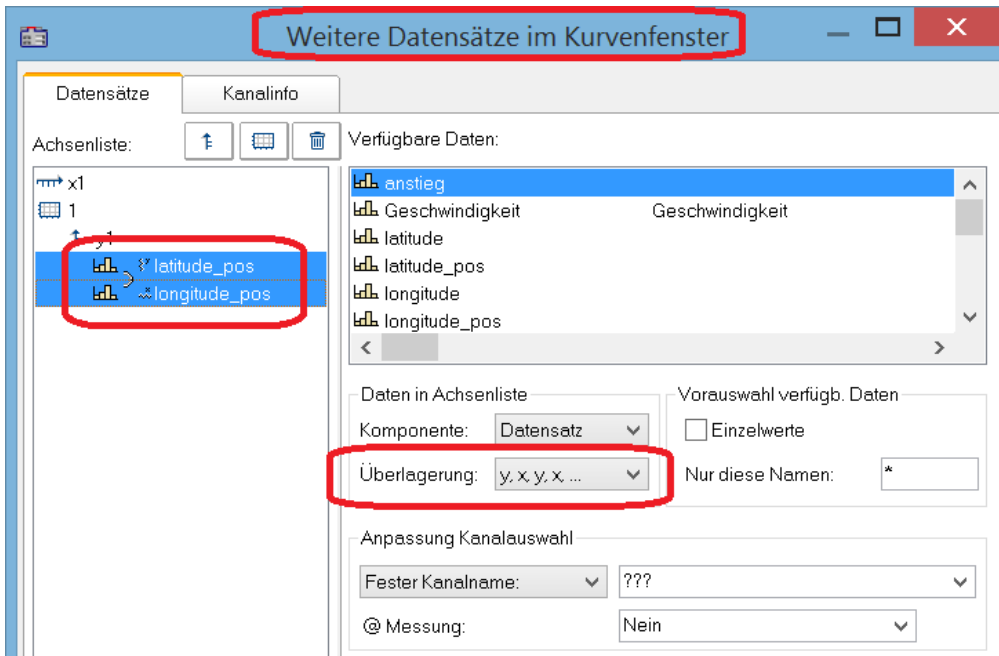 Weitere Datensätze im Kurvenfenster
Datensätze
Kanalinfo
Achsenliste:
Verfügbare Daten:
x1
1
y1
latitude_pos
longitude_pos
anstieg
Geschwindigkeit Geschwindigkeit
latitude
latitude_pos
longitude
longitude_pos
Daten in Achsenliste
Komponente: Datensatz
Überlagerung: y, x, y, x, ...
Vorauswahl verfügb. Daten
Einzelwerte
Nur diese Namen: *
Anpassung Kanalauswahl
Fester Kanalname: ???
@ Messung: Nein